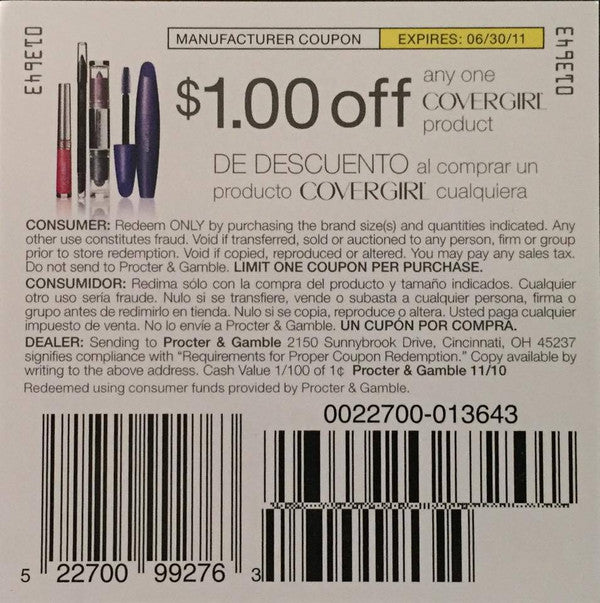 MANUFACTURER COUPON EXPIRES: 06/30/11
013643
013643
$1.00 off any one COVERGIRL product
DE DESCUENTO al comprar un
producto COVERGIRL cualquiera
CONSUMER: Redeem ONLY by purchasing the brand size(s) and quantities indicated. Any
other use constitutes fraud. Void if transferred, sold or auctioned to any person, firm or group
prior to store redemption. Void if copied, reproduced or altered. You may pay any sales tax.
Do not send to Procter & Gamble. LIMIT ONE COUPON PER PURCHASE.
CONSUMIDOR: Redima sólo con la compra del producto y tamaño indicados. Cualquier
otro uso sería fraude. Nulo si se transfiere, vende o subasta a cualquier persona, firma o
grupo antes de redimirlo en tienda. Nulo si se copia, reproduce o altera. Usted paga cualquier
impuesto de venta. No lo envíe a Procter & Gamble. UN CUPÓN POR COMPRA.
DEALER: Sending to Procter & Gamble 2150 Sunnybrook Drive, Cincinnati, OH 45237
signifies compliance with “Requirements for Proper Coupon Redemption.” Copy available by
writing to the above address. Cash Value 1/100 of 1¢ Procter & Gamble 11/10
Redeemed using consumer funds provided by Procter & Gamble.
0022700-013643
5 22700 99276 3